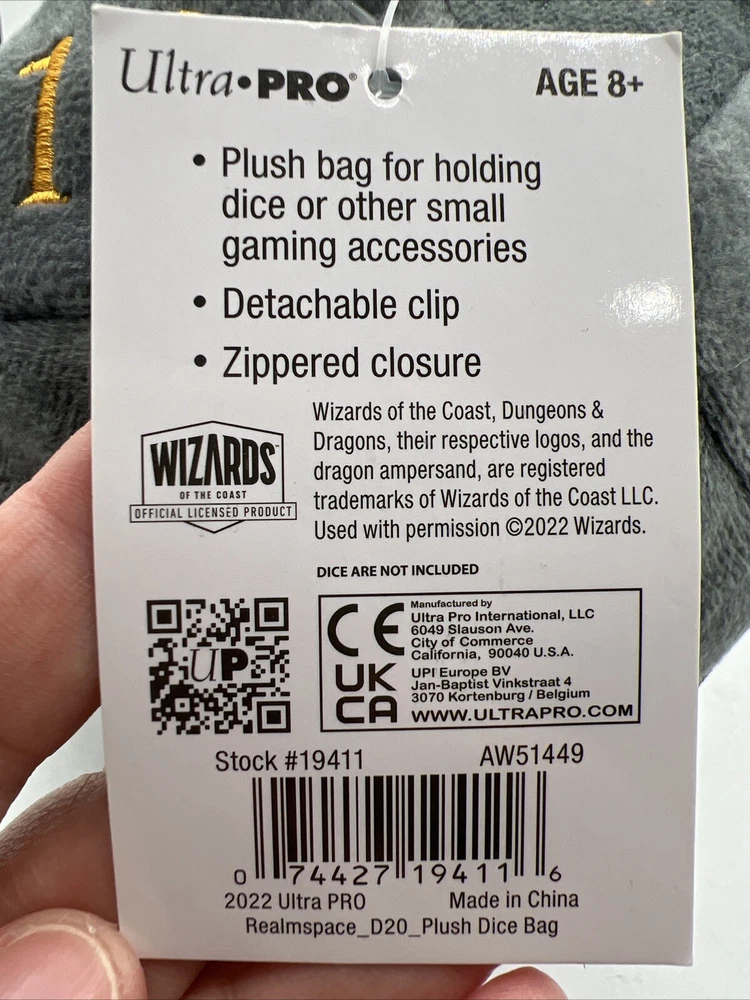 1
Ultra•PRO®
AGE 8+
• Plush bag for holding
dice or other small
gaming accessories
• Detachable clip
• Zippered closure
Wizards of the Coast, Dungeons &
Dragons, their respective logos, and the
dragon ampersand, are registered
trademarks of Wizards of the Coast LLC.
Used with permission ©2022 Wizards.
WIZARDS™
OF THE COAST
OFFICIAL LICENSED PRODUCT
DICE ARE NOT INCLUDED
UP
CE
UK
CA
Manufactured by
Ultra Pro International, LLC
6049 Slauson Ave.
City of Commerce
California, 90040 U.S.A.
UPI Europe BV
Jan-Baptist Vinkstraat 4
3070 Kortenburg / Belgium
WWW.ULTRAPRO.COM
Stock #19411
AW51449
0 74427 19411 6
2022 Ultra PRO
Made in China
Realmspace_D20_Plush Dice Bag